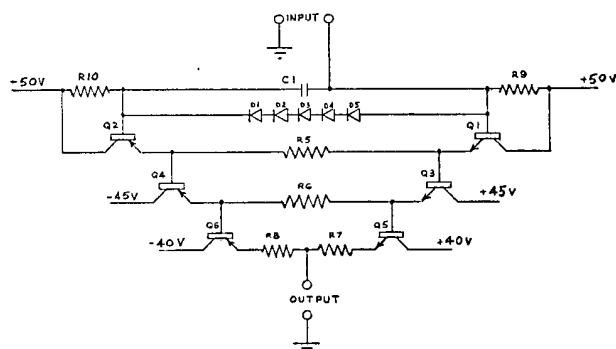 INPUT
+50V
R10
C1
R9
+50V
D1 D2 D3 D4 D5
Q2
R5
Q1
Q4
R6
Q3
-45V
+45V
Q6
R8
R7
Q5
-40V
+40V
OUTPUT